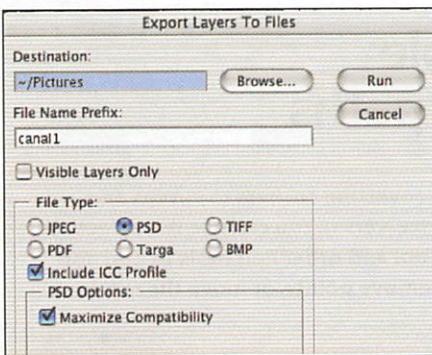 Export Layers To Files
Destination:
~/Pictures Browse... Run
File Name Prefix: Cancel
canal1
Visible Layers Only
File Type:
JPEG PSD TIFF
PDF Targa BMP
Include ICC Profile
PSD Options:
Maximize Compatibility